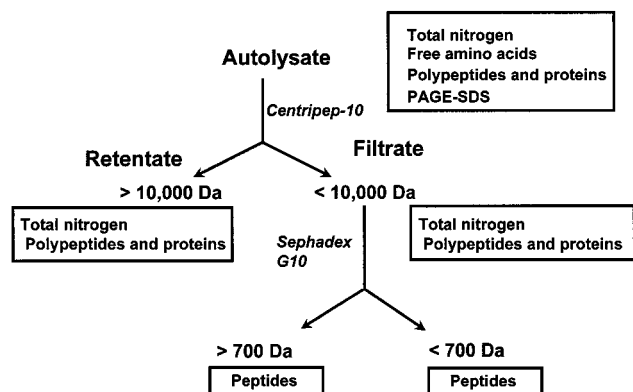 Autolysate
Total nitrogen
Free amino acids
Polypeptides and proteins
PAGE-SDS
Centripep-10
Retentate
Filtrate
> 10,000 Da
< 10,000 Da
Total nitrogen
Polypeptides and proteins
Sephadex
G10
Total nitrogen
Polypeptides and proteins
> 700 Da
< 700 Da
Peptides
Peptides